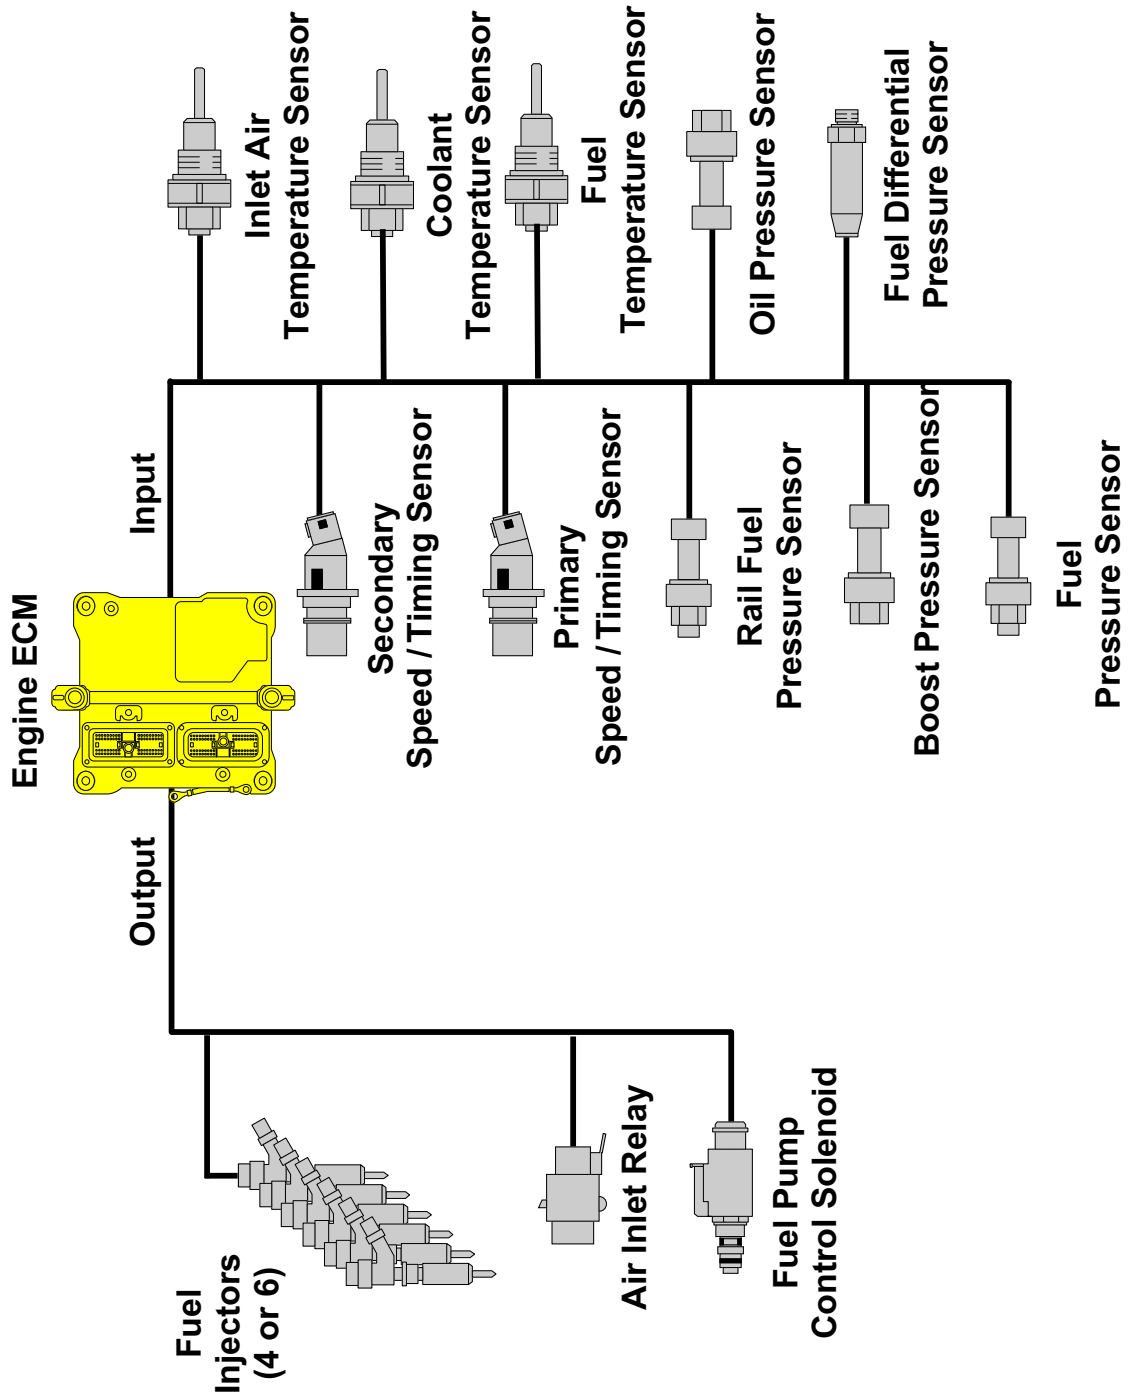 Engine ECM
Output
Input
Fuel
Injectors
(4 or 6)
Air Inlet Relay
Fuel Pump
Control Solenoid
Secondary
Speed / Timing Sensor
Primary
Speed / Timing Sensor
Rail Fuel
Pressure Sensor
Boost Pressure Sensor
Fuel
Pressure Sensor
Inlet Air
Temperature Sensor
Coolant
Temperature Sensor
Fuel
Temperature Sensor
Oil Pressure Sensor
Fuel Differential
Pressure Sensor